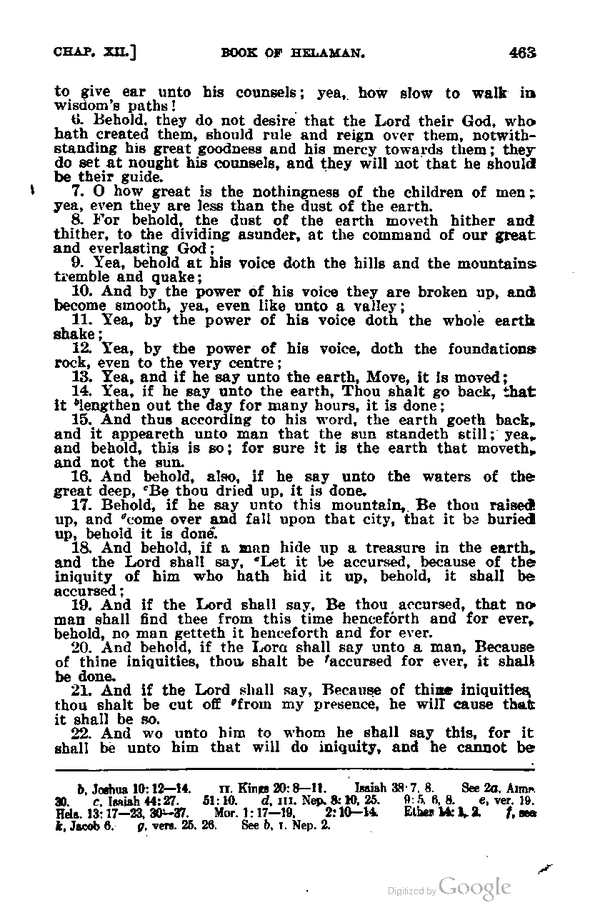 CHAP. XII.] BOOK OF HELAMAN. 463
to give ear unto his counsels; yea, how slow to walk in
wisdom's paths!
6. Behold, they do not desire that the Lord their God, who
hath created them, should rule and reign over them, notwith-
standing his great goodness and his mercy towards them; they
do set at nought his counsels, and they will not that he should
be their guide.
7. O how great is the nothingness of the children of men;
yea, even they are less than the dust of the earth.
8. For behold, the dust of the earth moveth hither and
thither, to the dividing asunder, at the command of our great
and everlasting God;
9. Yea, behold at his voice doth the hills and the mountains
tremble and quake;
10. And by the power of his voice they are broken up, and
become smooth, yea, even like unto a valley;
11. Yea, by the power of his voice doth the whole earth
shake;
12. Yea, by the power of his voice, doth the foundations
rock, even to the very centre;
13. Yea, and if he say unto the earth, Move, it is moved;
14. Yea, if he say unto the earth, Thou shalt go back, that
it ᵇlengthen out the day for many hours, it is done;
15. And thus according to his word, the earth goeth back,
and it appeareth unto man that the sun standeth still; yea,
and behold, this is so; for sure it is the earth that moveth,
and not the sun.
16. And behold, also, if he say unto the waters of the
great deep, ᶜBe thou dried up, it is done.
17. Behold, if he say unto this mountain, Be thou raised
up, and ᵈcome over and fall upon that city, that it be buried
up, behold it is done.
18. And behold, if a man hide up a treasure in the earth,
and the Lord shall say, ᵉLet it be accursed, because of the
iniquity of him who hath hid it up, behold, it shall be
accursed;
19. And if the Lord shall say, Be thou accursed, that no
man shall find thee from this time henceforth and for ever,
behold, no man getteth it henceforth and for ever.
20. And behold, if the Lord shall say unto a man, Because
of thine iniquities, thou shalt be ᶠaccursed for ever, it shall
be done.
21. And if the Lord shall say, Because of thine iniquities,
thou shalt be cut off ᵍfrom my presence, he will cause that
it shall be so.
22. And wo unto him to whom he shall say this, for it
shall be unto him that will do iniquity, and he cannot be
b, Joshua 10:12—14. II. Kings 20:8—11. Isaiah 38:7, 8. See 2a, Alma
30. c, Isaiah 44:27. 51:10. d, III. Nep. 8:10, 25. 9:5, 6, 8. e, ver. 19.
Hela. 13:17—23, 30—37. Mor. 1:17—19. 2:10—14. Ether 14:1, 2. f, see
k, Jacob 6. g, vers. 25, 26. See b, I. Nep. 2.
Digitized by Google